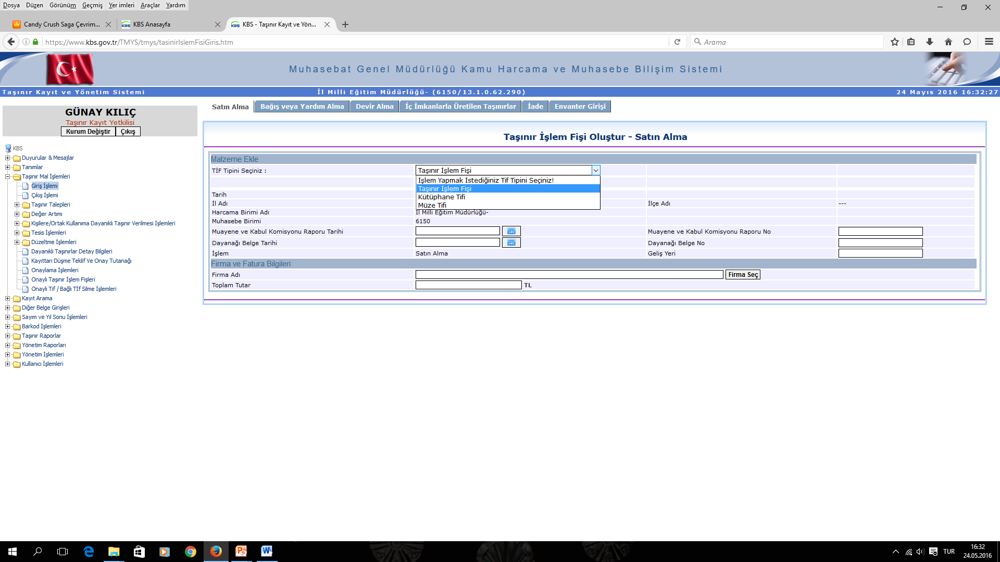 Dosya Düzen Görünüm Geçmiş Yer imleri Araçlar Yardım
Candy Crush Saga Çevrim... KBS Anasayfa KBS - Taşınır Kayıt ve Yön...
https://www.kbs.gov.tr/TMYS/tmys/tasinirIslemFisiGiris.htm Arama
Muhasebat Genel Müdürlüğü Kamu Harcama ve Muhasebe Bilişim Sistemi
Taşınır Kayıt ve Yönetim Sistemi İl Milli Eğitim Müdürlüğü- (6150/13.1.0.62.290) 24 Mayıs 2016 16:32:27
GÜNAY KILIÇ
Taşınır Kayıt Yetkilisi
Kurum Değiştir Çıkış
KBS
Duyurular & Mesajlar
Tanımlar
Taşınır Mal İşlemleri
Giriş İşlemi
Çıkış İşlemi
Taşınır Talepleri
Değer Artımı
Kişilere/Ortak Kullanıma Dayanıklı Taşınır Verilmesi İşlemleri
Tesis İşlemleri
Düzeltme İşlemleri
Dayanıklı Taşınırlar Detay Bilgileri
Kayıttan Düşme Teklif Ve Onay Tutanağı
Onaylama İşlemleri
Onaylı Taşınır İşlem Fişleri
Onaylı Tif / Bağlı Tİf Silme İşlemleri
Kayıt Arama
Diğer Belge Girişleri
Sayım ve Yıl Sonu İşlemleri
Barkod İşlemleri
Taşınır Raporlar
Yönetim Raporları
Yönetim İşlemleri
Kullanıcı İşlemleri
Satın Alma Bağış veya Yardım Alma Devir Alma İç İmkanlarla Üretilen Taşınırlar İade Envanter Girişi
Taşınır İşlem Fişi Oluştur - Satın Alma
Malzeme Ekle
TİF Tipini Seçiniz : Taşınır İşlem Fişi
İşlem Yapmak İstediğiniz Tif Tipini Seçiniz!
Taşınır İşlem Fişi
Kütüphane Tifi
Müze Tifi
Tarih
İl Adı İlçe Adı ---
Harcama Birimi Adı İl Milli Eğitim Müdürlüğü-
Muhasebe Birimi 6150
Muayene ve Kabul Komisyonu Raporu Tarihi Muayene ve Kabul Komisyonu Raporu No
Dayanağı Belge Tarihi Dayanağı Belge No
İşlem Satın Alma Geliş Yeri
Firma ve Fatura Bilgileri
Firma Adı Firma Seç
Toplam Tutar TL
TUR 16:32
24.05.2016